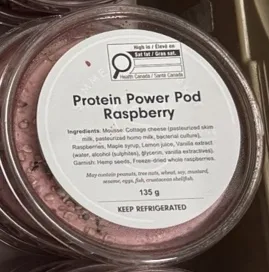 High in / Élevé en
Sat fat / Gras sat.
Health Canada / Santé Canada
Protein Power Pod
Raspberry
Ingredients: Mousse: Cottage cheese (pasteurized skim
milk, pasteurized homo milk, bacterial culture),
Raspberries, Maple syrup, Lemon juice, Vanilla extract
(water, alcohol (sulphites), glycerin, vanilla extractives).
Garnish: Hemp seeds, Freeze-dried whole raspberries.
May contain peanuts, tree nuts, wheat, soy, mustard,
sesame, eggs, fish, crustacean shellfish.
135 g
KEEP REFRIGERATED